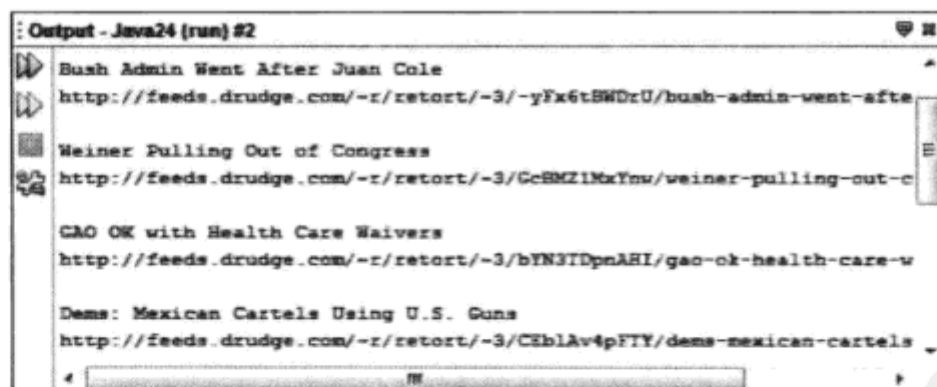 Output - Java24 (run) #2
Bush Admin Went After Juan Cole
http://feeds.drudge.com/~r/retort/~3/-yFx6tBWDrU/bush-admin-went-afte
Weiner Pulling Out of Congress
http://feeds.drudge.com/~r/retort/~3/GcBMZ1MxYnw/weiner-pulling-out-c
GAO OK with Health Care Waivers
http://feeds.drudge.com/~r/retort/~3/bYN3TDpnAHI/gao-ok-health-care-w
Dems: Mexican Cartels Using U.S. Guns
http://feeds.drudge.com/~r/retort/~3/CEblAv4pFTY/dems-mexican-cartels